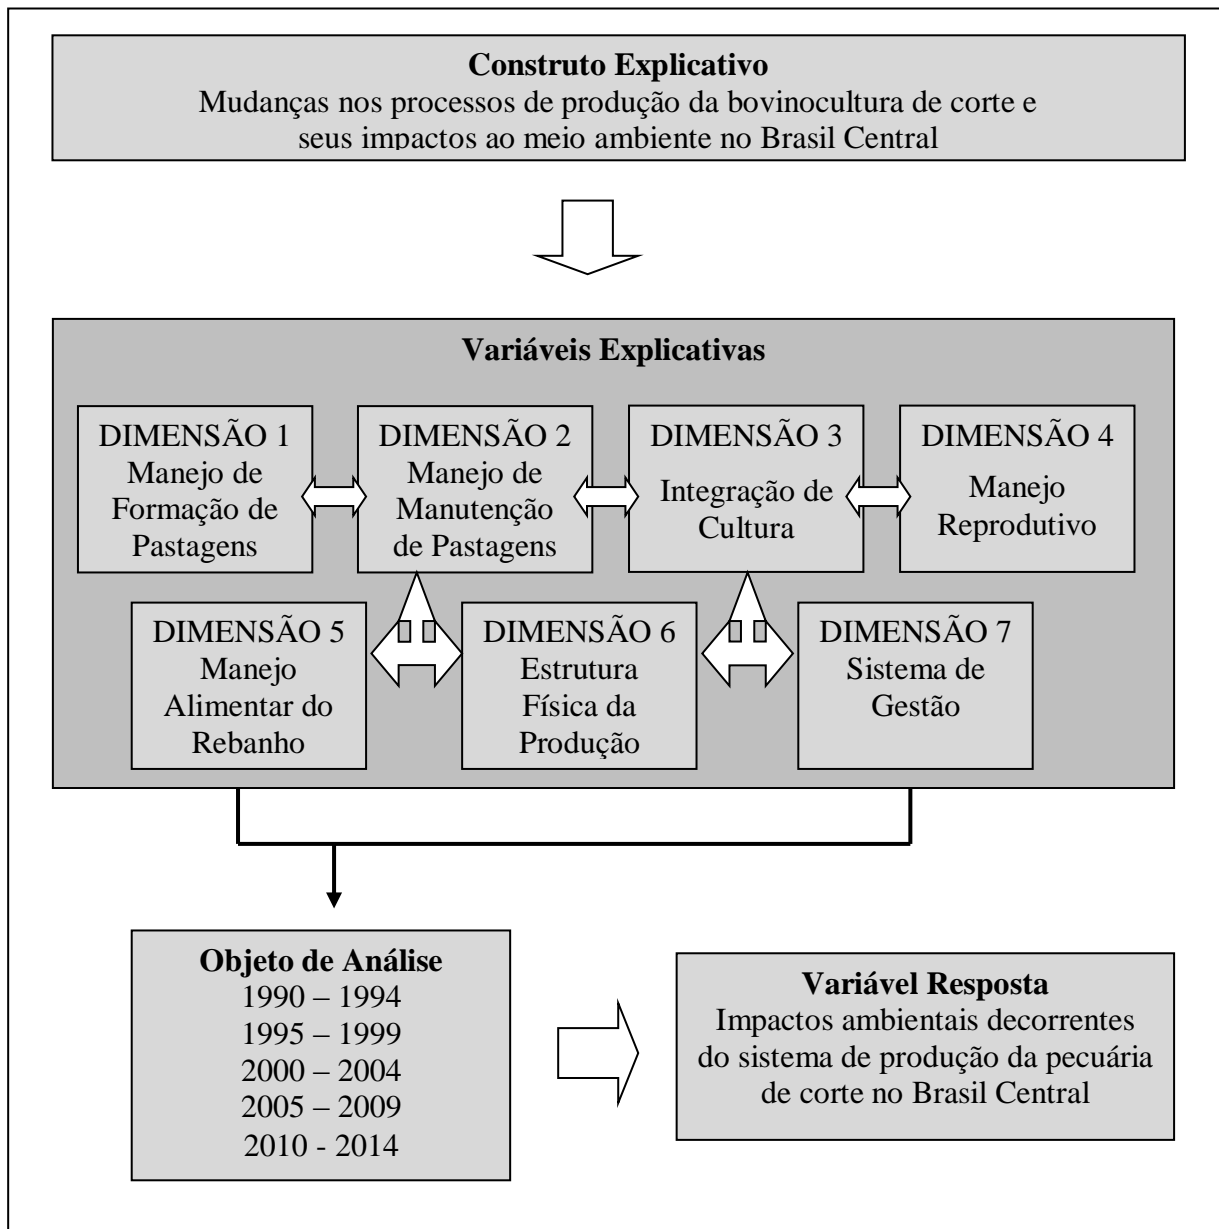 Construto Explicativo
Mudanças nos processos de produção da bovinocultura de corte e
seus impactos ao meio ambiente no Brasil Central
Variáveis Explicativas
DIMENSÃO 1
Manejo de
Formação de
Pastagens
DIMENSÃO 2
Manejo de
Manutenção
de Pastagens
DIMENSÃO 3
Integração de
Cultura
DIMENSÃO 4
Manejo
Reprodutivo
DIMENSÃO 5
Manejo
Alimentar do
Rebanho
DIMENSÃO 6
Estrutura
Física da
Produção
DIMENSÃO 7
Sistema de
Gestão
Objeto de Análise
1990 – 1994
1995 – 1999
2000 – 2004
2005 – 2009
2010 - 2014
Variável Resposta
Impactos ambientais decorrentes
do sistema de produção da pecuária
de corte no Brasil Central